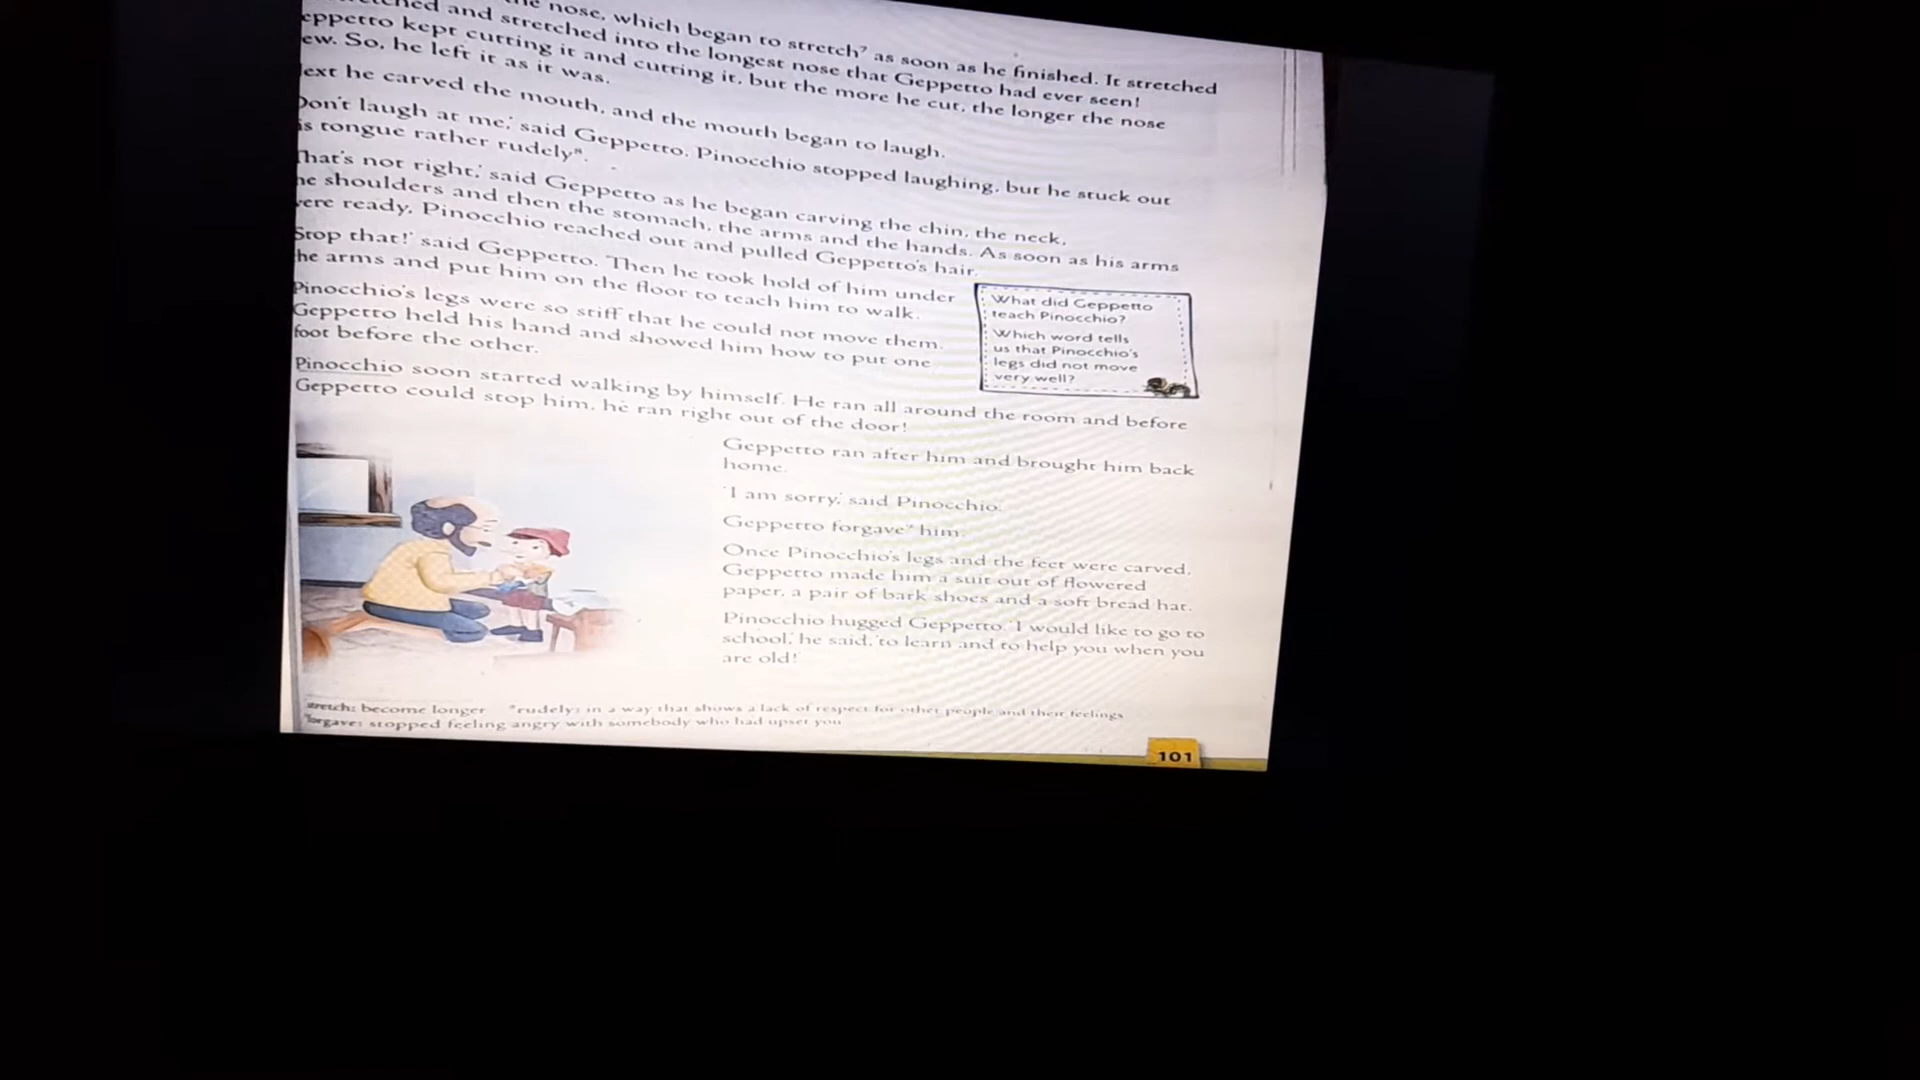 the nose, which began to stretch⁷ as soon as he finished. It stretched
and stretched into the longest nose that Geppetto had ever seen!
eppetto kept cutting it and cutting it, but the more he cut, the longer the nose
ew. So, he left it as it was.
ext he carved the mouth, and the mouth began to laugh.
Don't laugh at me,' said Geppetto. Pinocchio stopped laughing, but he stuck out
is tongue rather rudely⁸.
That's not right,' said Geppetto as he began carving the chin, the neck,
he shoulders and then the stomach, the arms and the hands. As soon as his arms
ere ready, Pinocchio reached out and pulled Geppetto's hair.
Stop that!' said Geppetto. Then he took hold of him under
he arms and put him on the floor to teach him to walk.
Pinocchio's legs were so stiff that he could not move them.
Geppetto held his hand and showed him how to put one
foot before the other.
What did Geppetto
teach Pinocchio?
Which word tells
us that Pinocchio's
legs did not move
very well?
Pinocchio soon started walking by himself. He ran all around the room and before
Geppetto could stop him, he ran right out of the door!
Geppetto ran after him and brought him back
home.
'I am sorry,' said Pinocchio.
Geppetto forgave⁹ him.
Once Pinocchio's legs and the feet were carved,
Geppetto made him a suit out of flowered
paper, a pair of bark shoes and a soft bread hat.
Pinocchio hugged Geppetto. 'I would like to go to
school,' he said, 'to learn and to help you when you
are old!'
stretch: become longer ⁸rudely: in a way that shows a lack of respect for other people and their feelings
⁹forgave: stopped feeling angry with somebody who had upset you
101